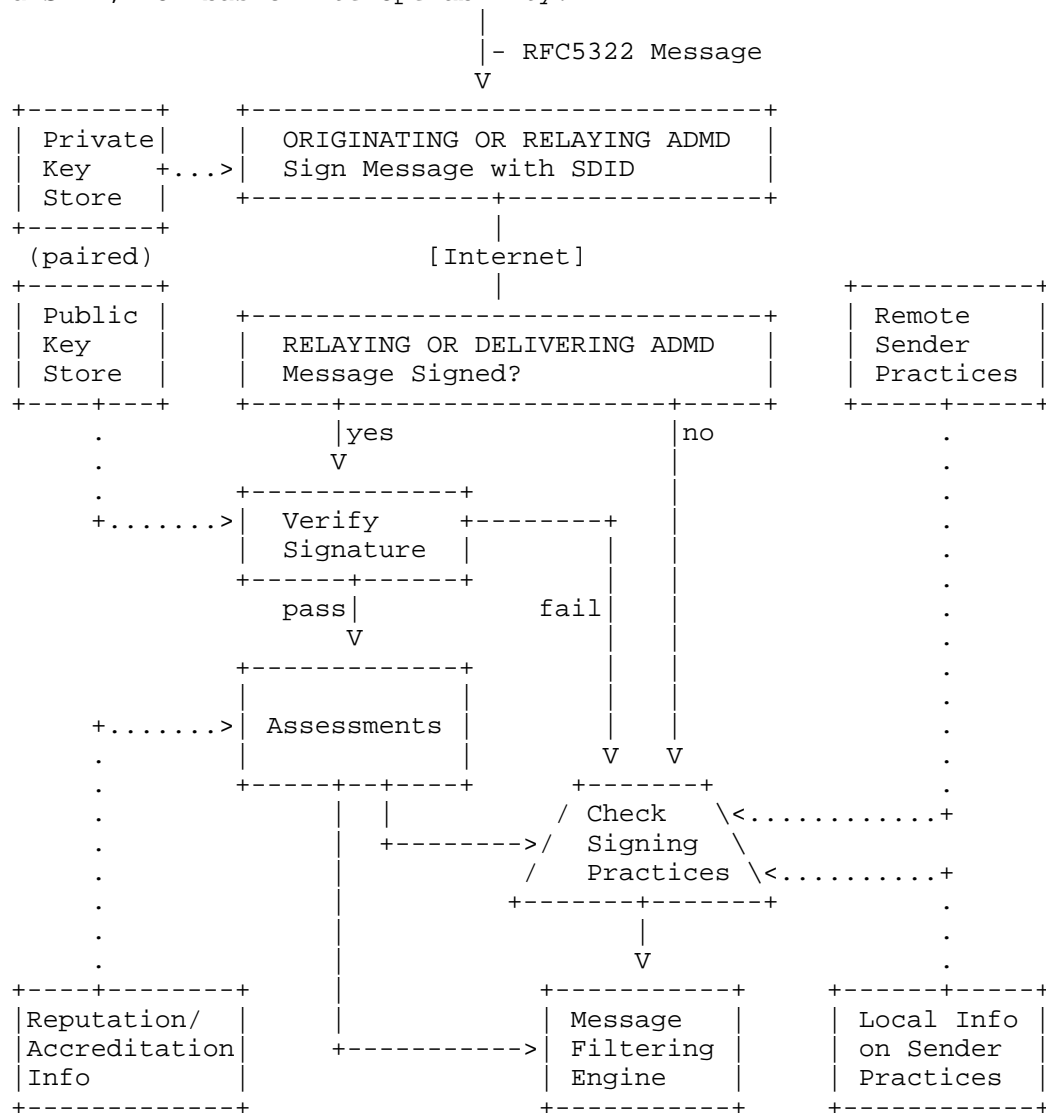 - RFC5322 Message
Private
Key
Store
ORIGINATING OR RELAYING ADMD
Sign Message with SDID
(paired)
[Internet]
Public
Key
Store
RELAYING OR DELIVERING ADMD
Message Signed?
Remote
Sender
Practices
yes
no
Verify
Signature
pass
fail
Assessments
Check
Signing
Practices
Reputation/
Accreditation
Info
Message
Filtering
Engine
Local Info
on Sender
Practices